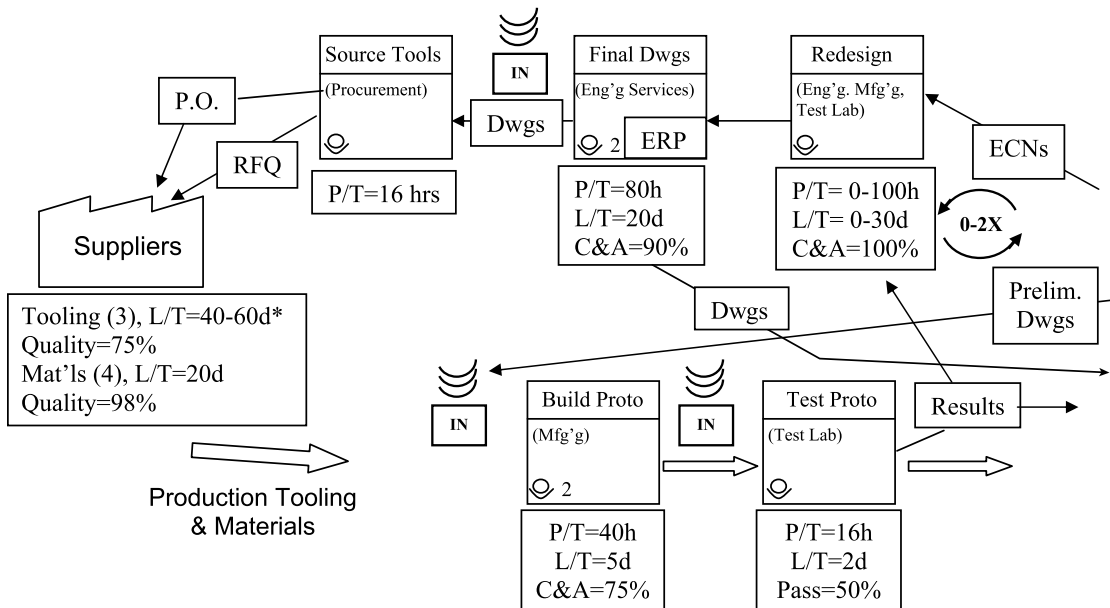 Source Tools
(Procurement)
P/T=16 hrs
P.O.
RFQ
Suppliers
Tooling (3), L/T=40-60d*
Quality=75%
Mat’ls (4), L/T=20d
Quality=98%
Production Tooling
& Materials
IN
Dwgs
Final Dwgs
(Eng’g Services)
2
ERP
P/T=80h
L/T=20d
C&A=90%
Dwgs
Redesign
(Eng’g. Mfg’g,
Test Lab)
P/T= 0-100h
L/T= 0-30d
C&A=100%
0-2X
ECNs
Prelim.
Dwgs
IN
Build Proto
(Mfg’g)
2
P/T=40h
L/T=5d
C&A=75%
IN
Test Proto
(Test Lab)
P/T=16h
L/T=2d
Pass=50%
Results